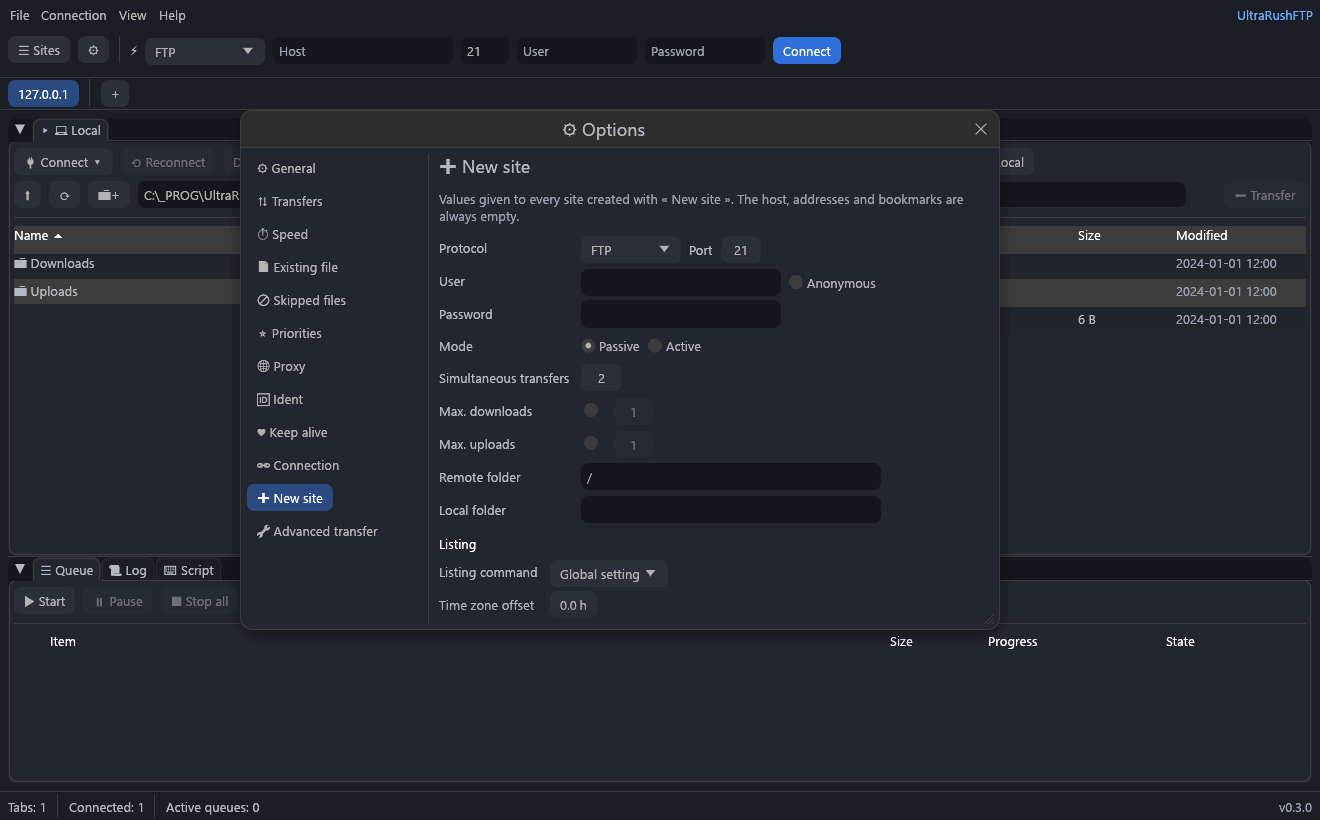 File Connection View Help UltraRushFTP
Sites FTP Host 21 User Password Connect
127.0.0.1 +
Local
Connect Reconnect D ocal
C:\_PROG\UltraR Transfer
Name Size Modified
Downloads 2024-01-01 12:00
Uploads 2024-01-01 12:00
6 B 2024-01-01 12:00
Options
General
Transfers
Speed
Existing file
Skipped files
Priorities
Proxy
ID Ident
Keep alive
Connection
New site
Advanced transfer
New site
Values given to every site created with « New site ». The host, addresses and bookmarks are
always empty.
Protocol FTP Port 21
User Anonymous
Password
Mode Passive Active
Simultaneous transfers 2
Max. downloads 1
Max. uploads 1
Remote folder /
Local folder
Listing
Listing command Global setting
Time zone offset 0.0 h
Queue Log Script
Start Pause Stop all
Item Size Progress State
Tabs: 1 Connected: 1 Active queues: 0 v0.3.0